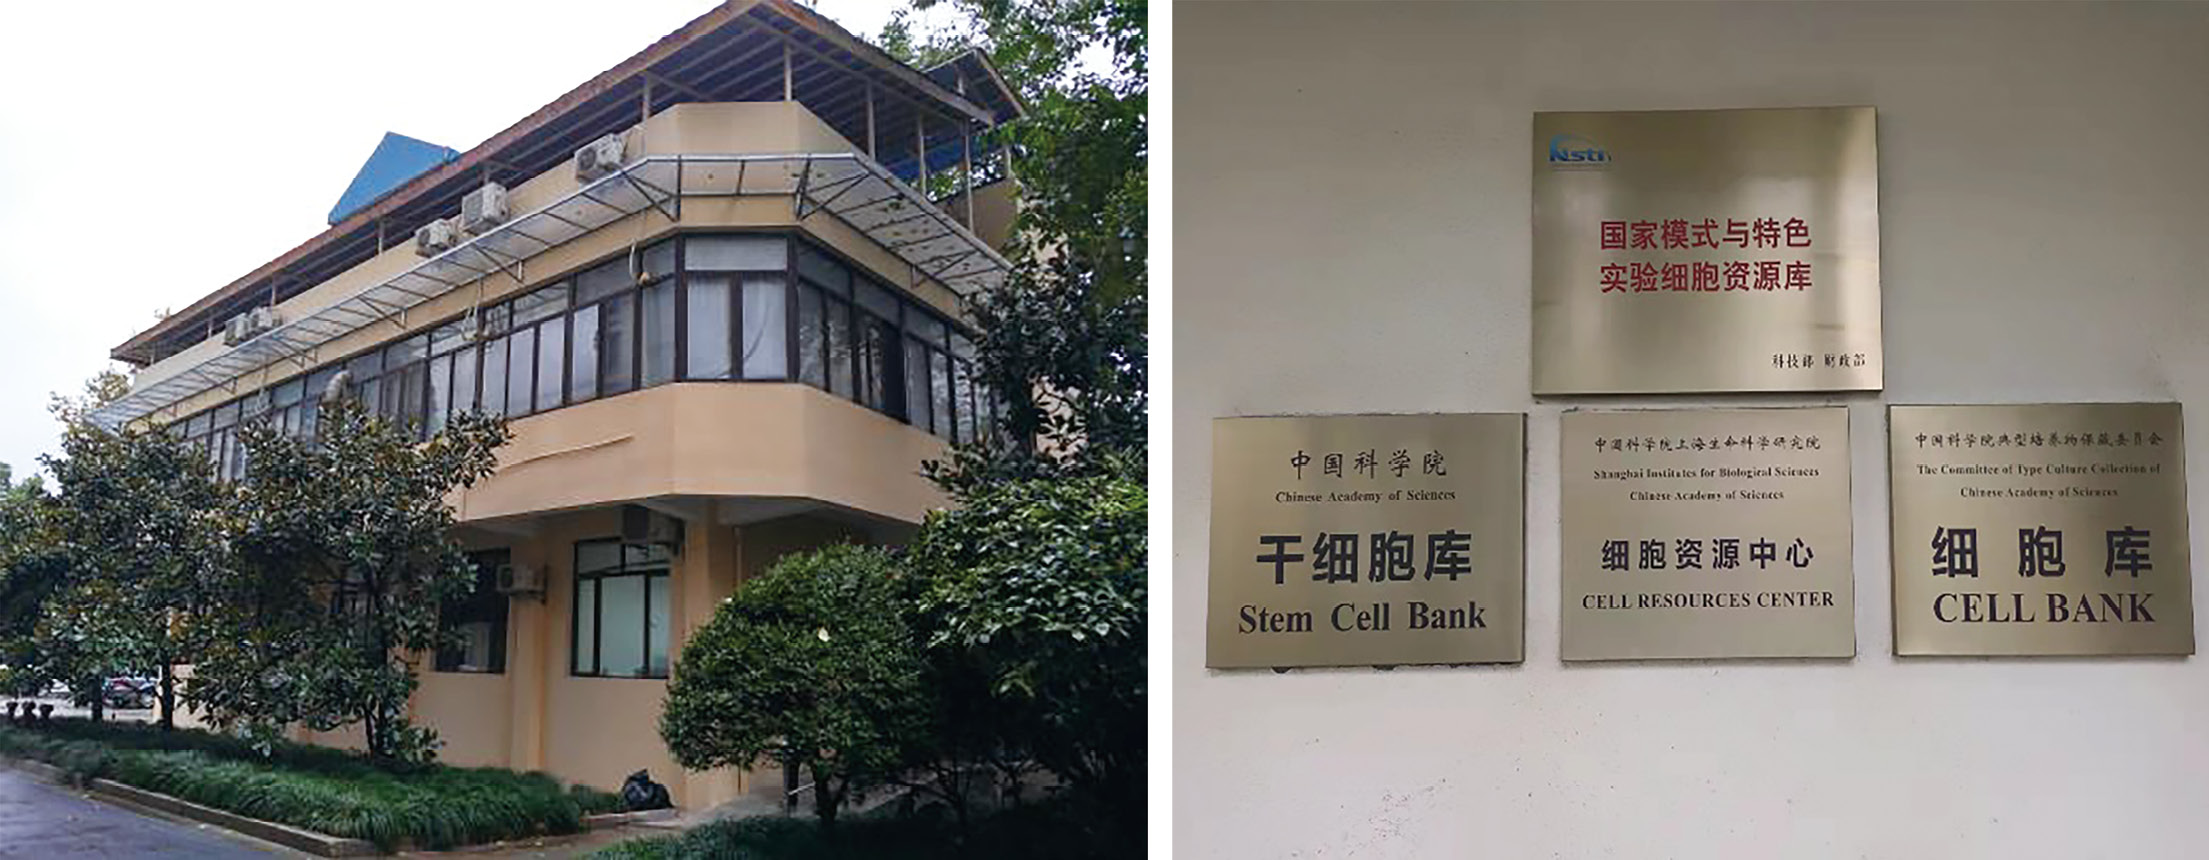 Nsti
国家模式与特色
实验细胞资源库
科技部 财政部
中国科学院
Chinese Academy of Sciences
干细胞库
Stem Cell Bank
中国科学院上海生命科学研究院
Shanghai Institutes for Biological Sciences
Chinese Academy of Sciences
细胞资源中心
CELL RESOURCES CENTER
中国科学院典型培养物保藏委员会
The Committee of Type Culture Collection of
Chinese Academy of Sciences
细胞库
CELL BANK